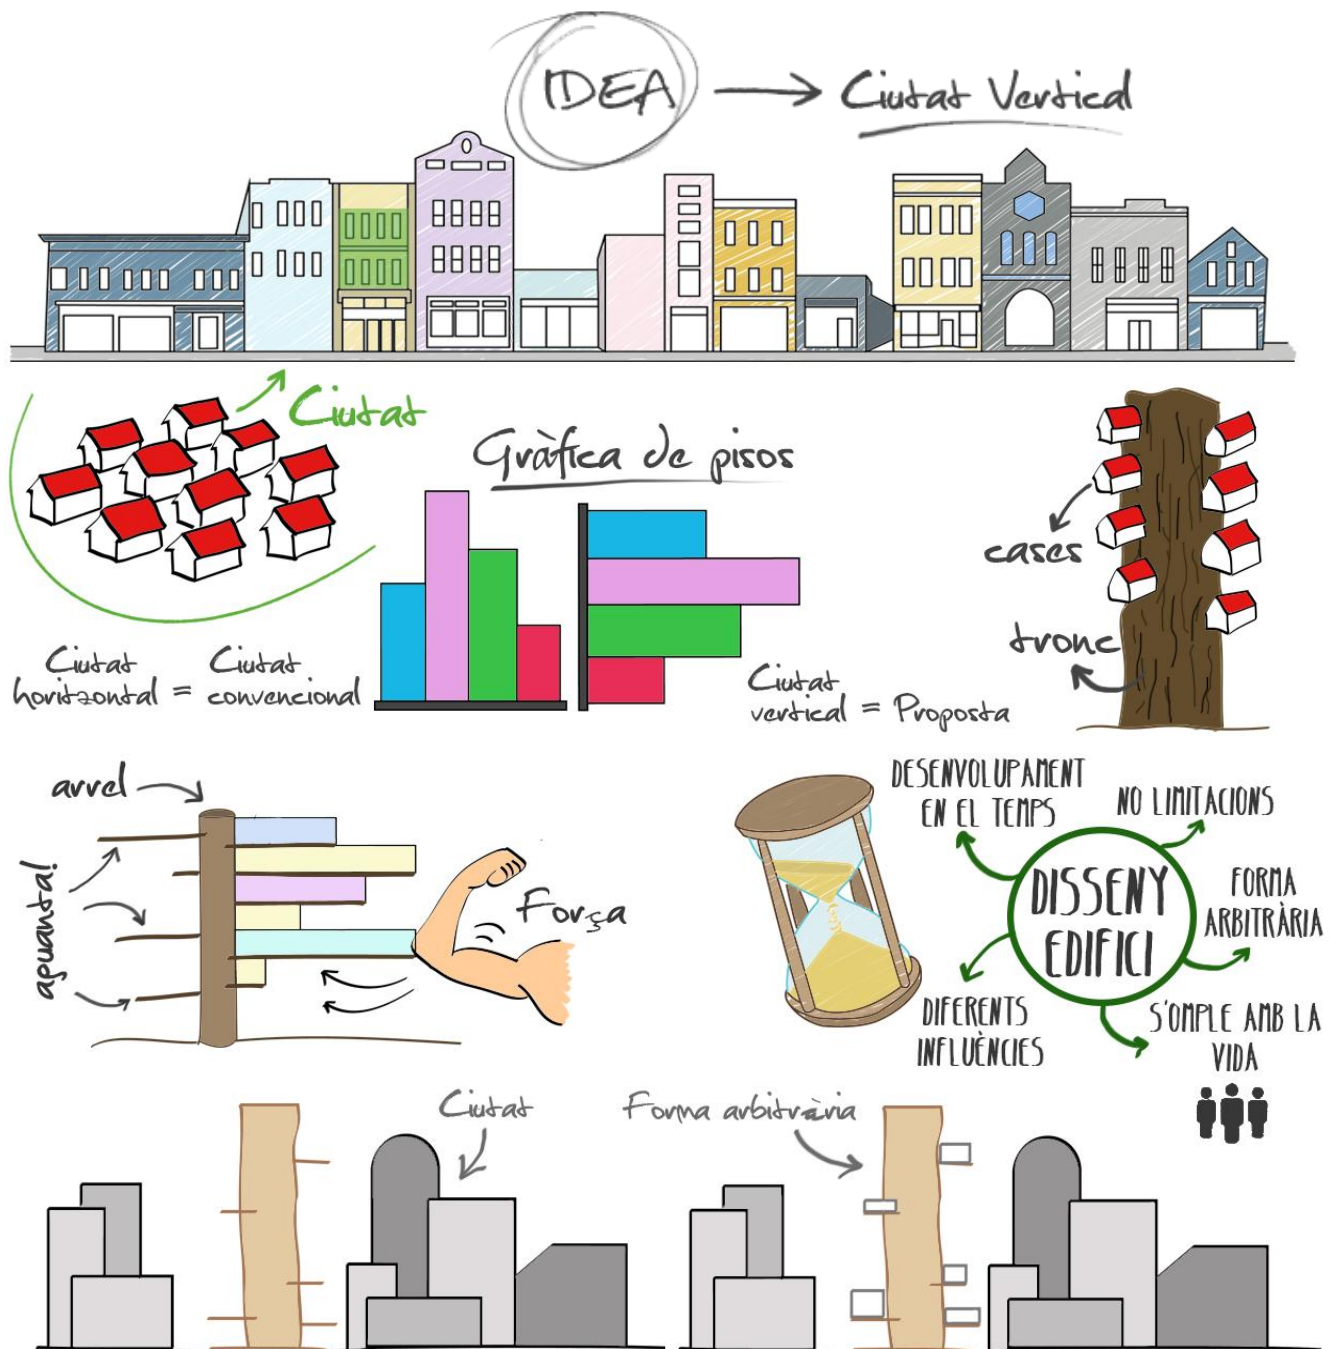 IDEA → Ciutat Vertical
Ciutat
Gràfica de pisos
cases
tronc
Ciutat
horitzontal = Ciutat
convencional
Ciutat
vertical = Proposta
arrel
apuantal!
Força
DESENVOLUPAMENT
EN EL TEMPS
NO LIMITACIONS
DISSENY
EDIFICI
FORMA
ARBITRÀRIA
DIFERENTS
INFLUÈNCIES
S'OMPLE AMB LA
VIDA
Ciutat
Forma arbitrària